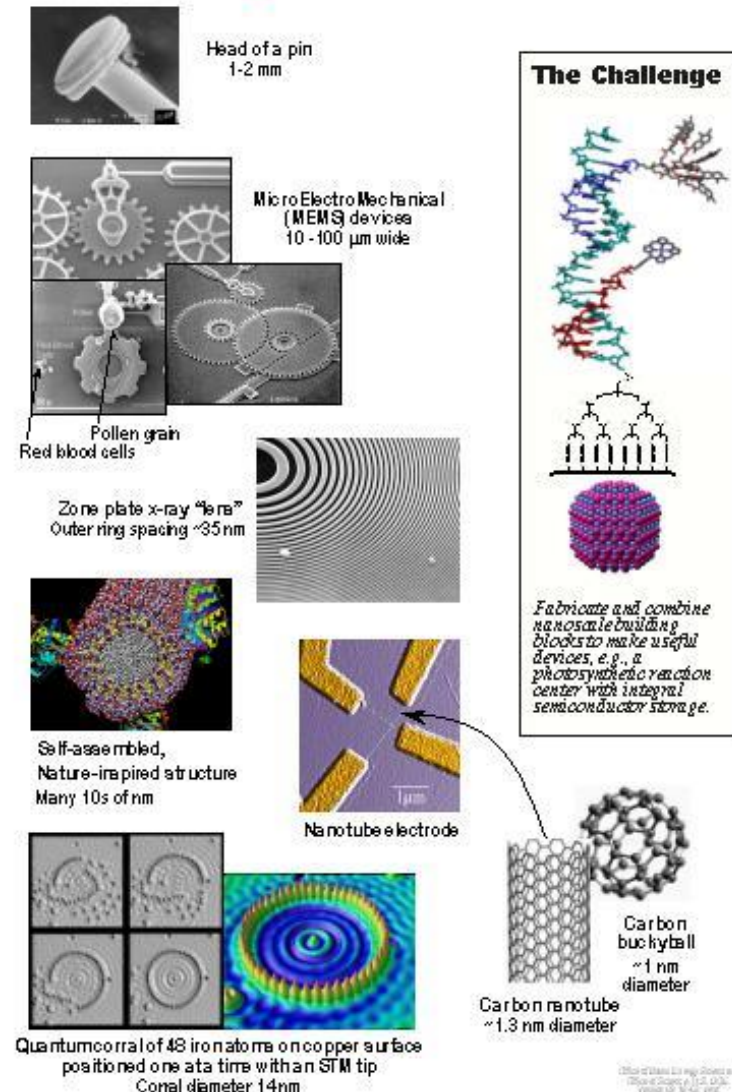 Head of a pin
1-2 mm
The Challenge
MicroElectroMechanical
(MEMS) devices
10 -100 µm wide
Pollen grain
Red blood cells
Zone plate x-ray "lens"
Outer ring spacing ~35 nm
Fabricate and combine
nanoscale building
blocks to make useful
devices, e.g., a
photosynthetic reaction
center with integral
semiconductor storage.
Self-assembled,
Nature-inspired structure
Many 10s of nm
1µm
Nanotube electrode
Carbon
buckyball
~1 nm
diameter
Carbon nanotube
~1.3 nm diameter
Quantum corral of 48 iron atoms on copper surface
positioned one at a time with an STM tip
Corral diameter 14 nm